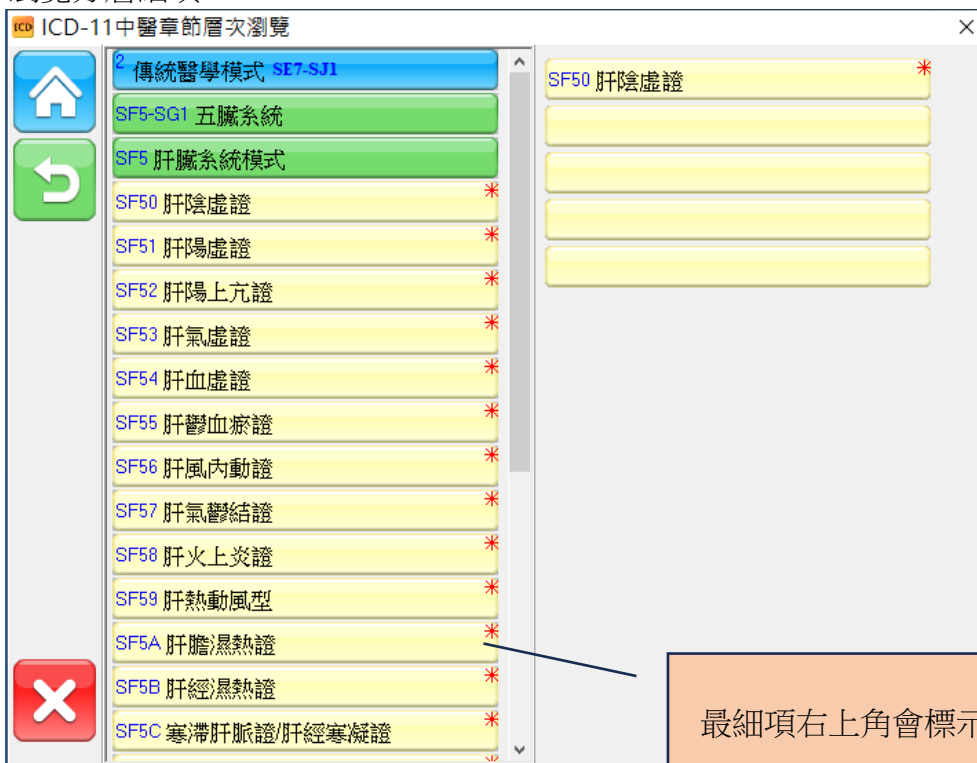 ICD ICD-11中醫章節層次瀏覽
2 傳統醫學模式 SE7-SJ1
SF5-SG1 五臟系統
SF5 肝臟系統模式
SF50 肝陰虛證
SF51 肝陽虛證
SF52 肝陽上亢證
SF53 肝氣虛證
SF54 肝血虛證
SF55 肝鬱血瘀證
SF56 肝風內動證
SF57 肝氣鬱結證
SF58 肝火上炎證
SF59 肝熱動風型
SF5A 肝膽濕熱證
SF5B 肝經濕熱證
SF5C 寒滯肝脈證/肝經寒凝證
SF50 肝陰虛證
最細項右上角會標示